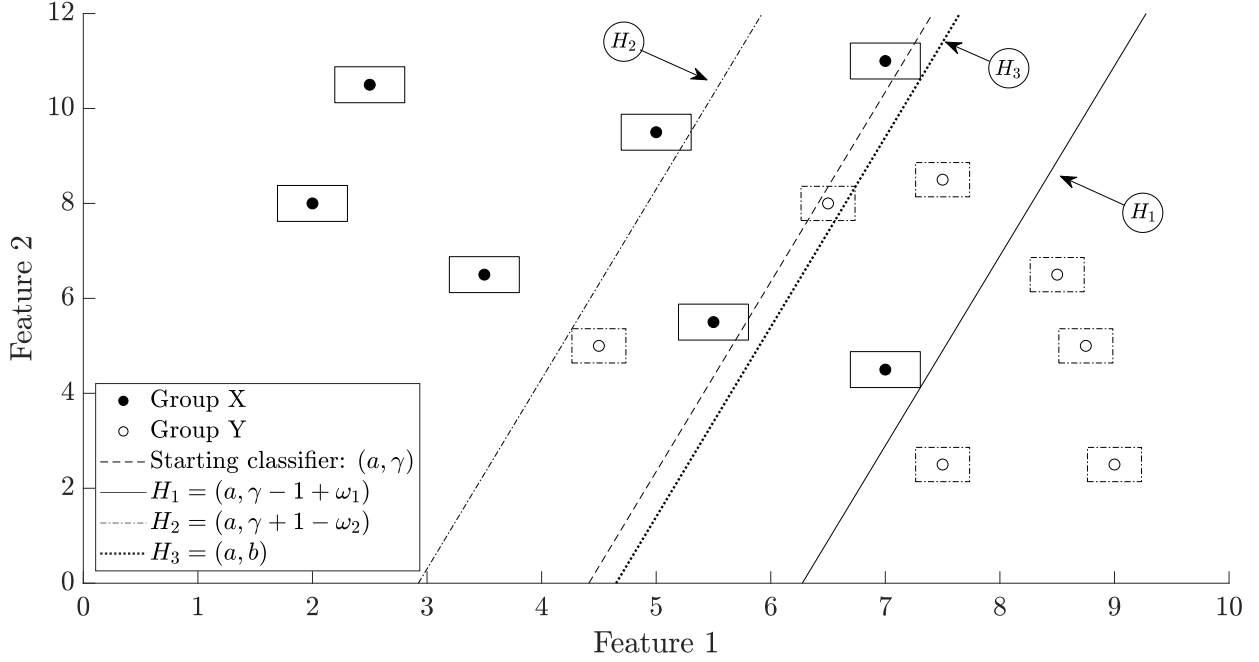 12
10
8
6
4
2
0
Feature 2
H₂
H₃
H₁
Group X
Group Y
Starting classifier: (a, γ)
H₁ = (a, γ − 1 + ω₁)
H₂ = (a, γ + 1 − ω₂)
H₃ = (a, b)
0 1 2 3 4 5 6 7 8 9 10
Feature 1